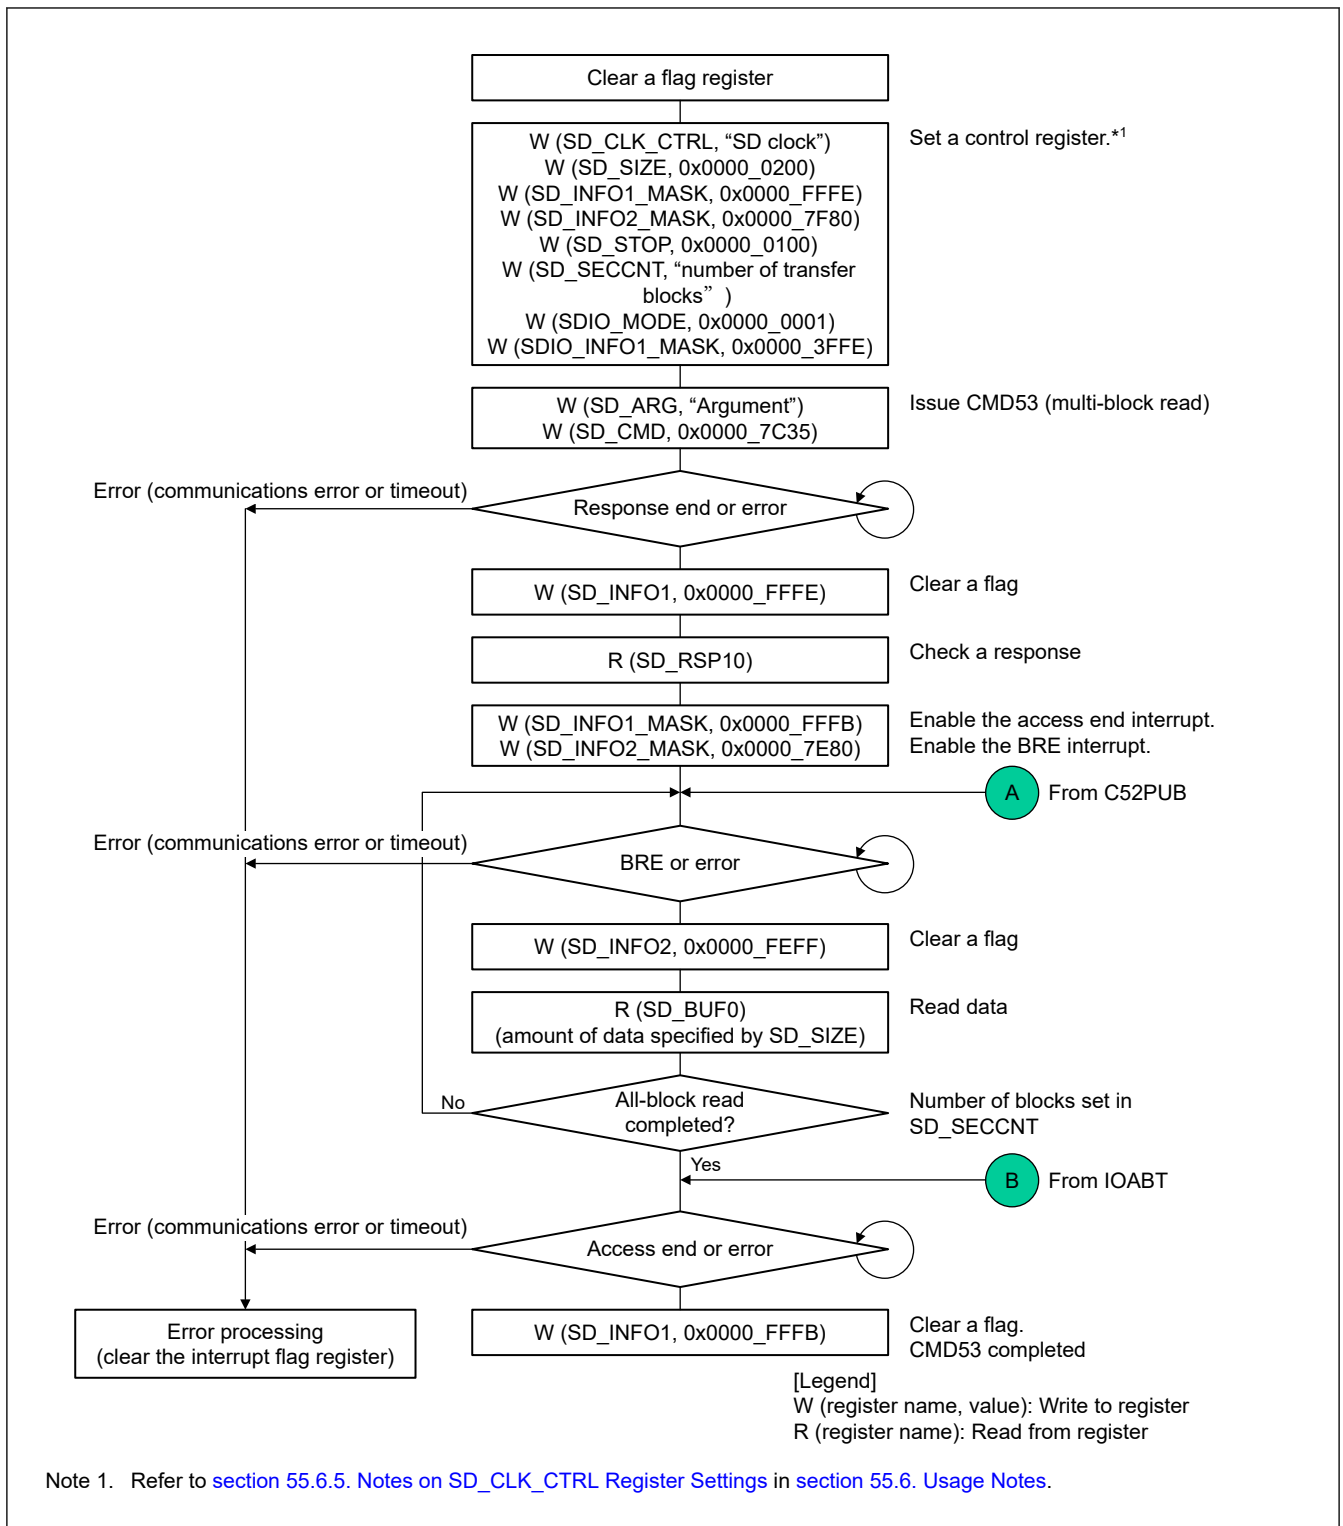 Clear a flag register
W (SD_CLK_CTRL, “SD clock”)
W (SD_SIZE, 0x0000_0200)
W (SD_INFO1_MASK, 0x0000_FFFE)
W (SD_INFO2_MASK, 0x0000_7F80)
W (SD_STOP, 0x0000_0100)
W (SD_SECCNT, “number of transfer
blocks” )
W (SDIO_MODE, 0x0000_0001)
W (SDIO_INFO1_MASK, 0x0000_3FFE)
Set a control register.*1
W (SD_ARG, “Argument”)
W (SD_CMD, 0x0000_7C35)
Issue CMD53 (multi-block read)
Error (communications error or timeout)
Response end or error
W (SD_INFO1, 0x0000_FFFE)
Clear a flag
R (SD_RSP10)
Check a response
W (SD_INFO1_MASK, 0x0000_FFFB)
W (SD_INFO2_MASK, 0x0000_7E80)
Enable the access end interrupt.
Enable the BRE interrupt.
A
From C52PUB
Error (communications error or timeout)
BRE or error
W (SD_INFO2, 0x0000_FEFF)
Clear a flag
R (SD_BUF0)
(amount of data specified by SD_SIZE)
Read data
No
All-block read
completed?
Number of blocks set in
SD_SECCNT
Yes
B
From IOABT
Error (communications error or timeout)
Access end or error
Error processing
(clear the interrupt flag register)
W (SD_INFO1, 0x0000_FFFB)
Clear a flag.
CMD53 completed
[Legend]
W (register name, value): Write to register
R (register name): Read from register
Note 1. Refer to section 55.6.5. Notes on SD_CLK_CTRL Register Settings in section 55.6. Usage Notes.